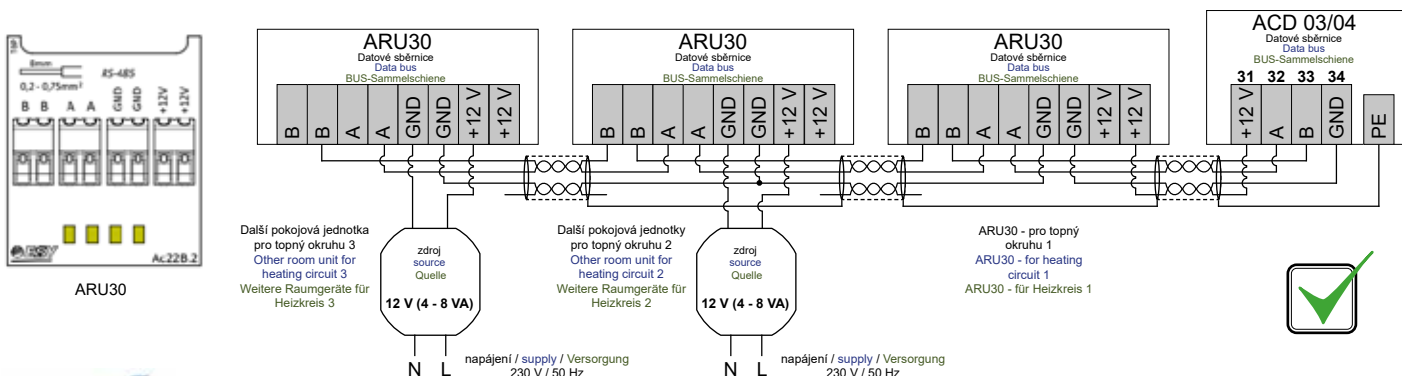 TOP
8mm
RS-485
0,2 - 0,75mm²
B B A A GND GND +12V +12V
Ac22B.2
ARU30
ARU30
Datové sběrnice
Data bus
BUS-Sammelschiene
B B A A GND GND +12 V +12 V
ARU30
Datové sběrnice
Data bus
BUS-Sammelschiene
B B A A GND GND +12 V +12 V
ARU30
Datové sběrnice
Data bus
BUS-Sammelschiene
B B A A GND GND +12 V +12 V
ACD 03/04
Datové sběrnice
Data bus
BUS-Sammelschiene
31 32 33 34
+12 V A B GND PE
Další pokojová jednotka
pro topný okruhu 3
Other room unit for
heating circuit 3
Weitere Raumgeräte für
Heizkreis 3
zdroj
source
Quelle
12 V (4 - 8 VA)
N L
napájení / supply / Versorgung
230 V / 50 Hz
Další pokojová jednotky
pro topný okruhu 2
Other room unit for
heating circuit 2
Weitere Raumgeräte für
Heizkreis 2
zdroj
source
Quelle
12 V (4 - 8 VA)
N L
napájení / supply / Versorgung
230 V / 50 Hz
ARU30 - pro topný
okruhu 1
ARU30 - for heating
circuit 1
ARU30 - für Heizkreis 1